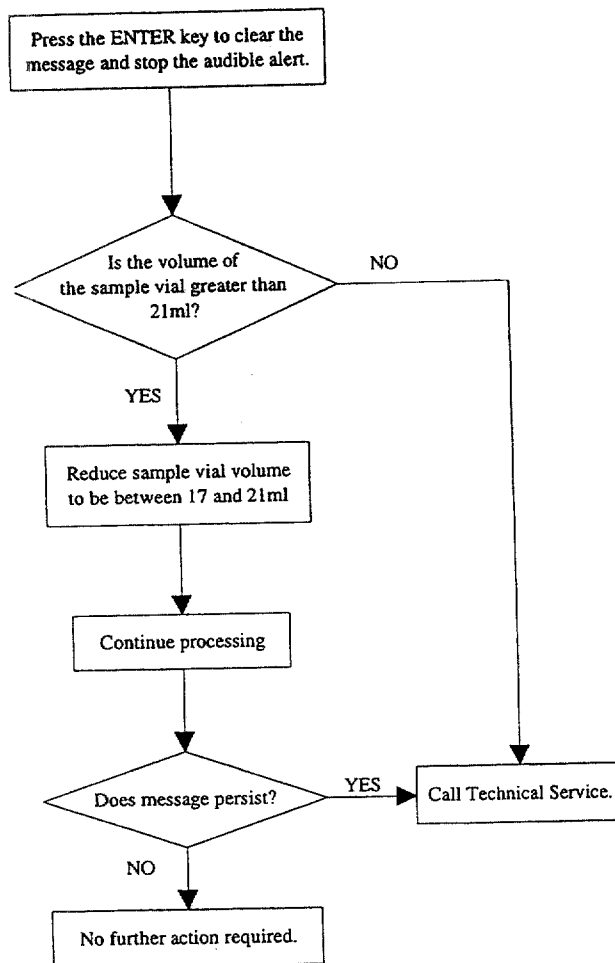 Press the ENTER key to clear the
message and stop the audible alert.
Is the volume of
the sample vial greater than
21ml?
NO
YES
Reduce sample vial volume
to be between 17 and 21ml
Continue processing
Does message persist?
YES
Call Technical Service.
NO
No further action required.